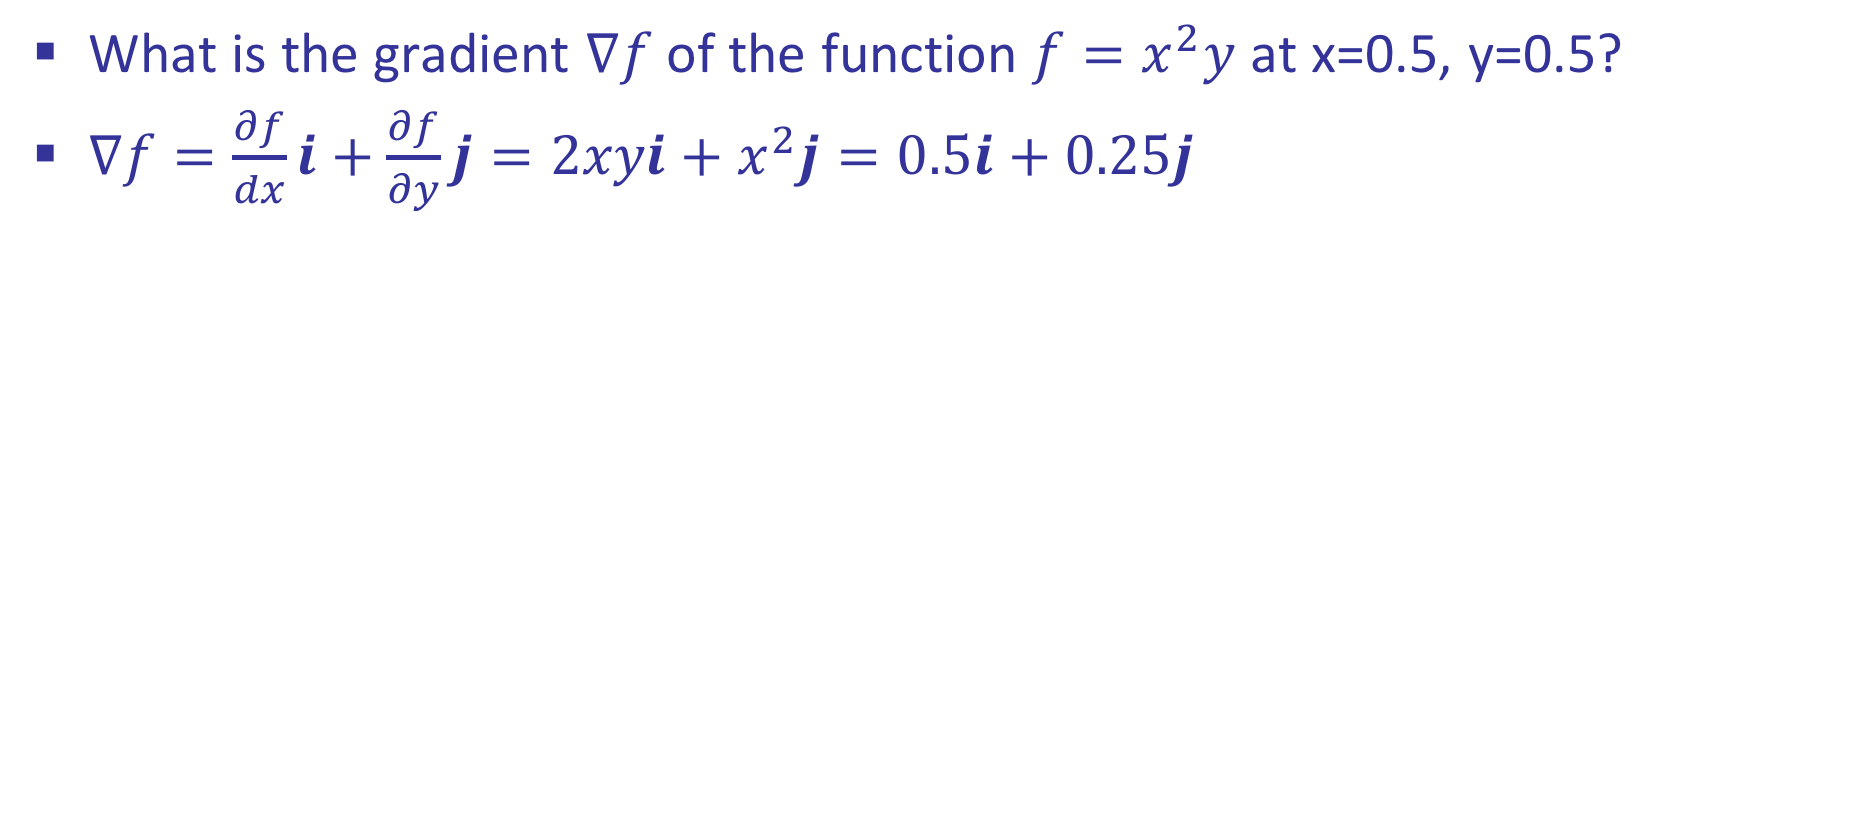 ▪ What is the gradient ∇f of the function f = x²y at x=0.5, y=0.5?
▪ ∇f = ∂f/dx i + ∂f/∂y j = 2xyi + x²j = 0.5i + 0.25j